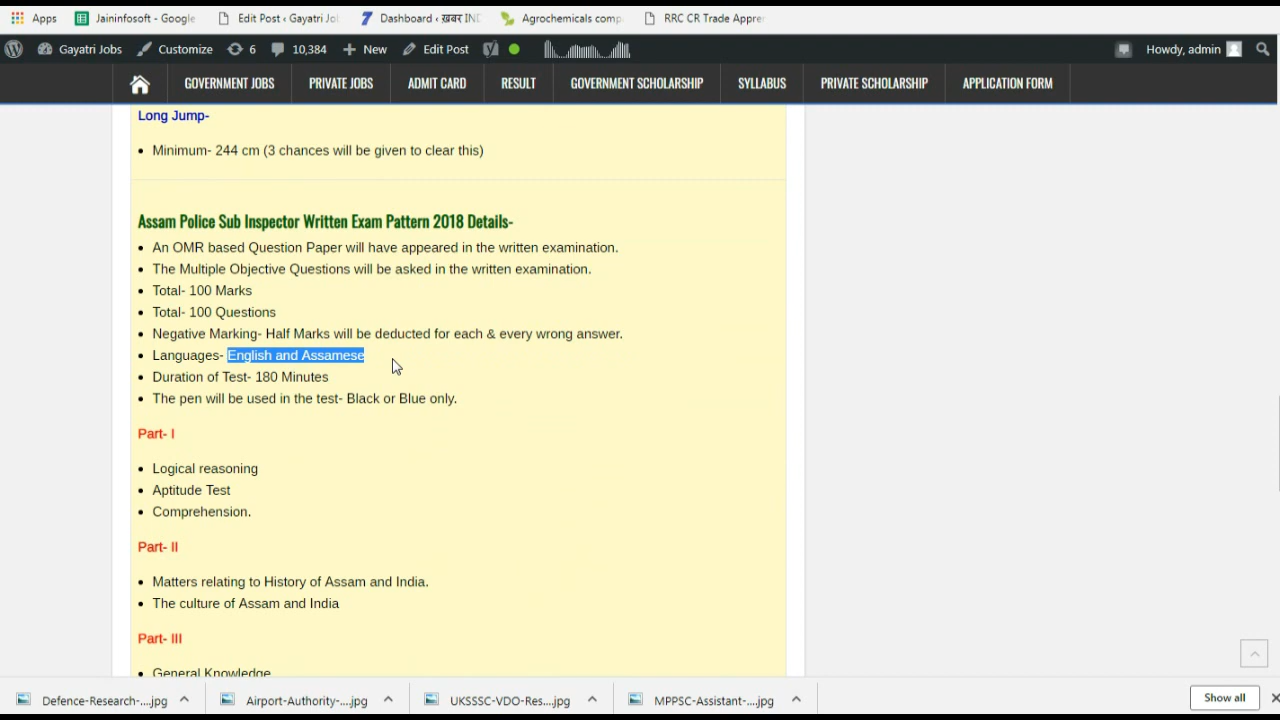 Apps Jaininfosoft - Google Edit Post ‹ Gayatri Jo Dashboard ‹ ख़बर IND Agrochemicals comp RRC CR Trade Appre
Gayatri Jobs Customize 6 10,384 New Edit Post Howdy, admin
GOVERNMENT JOBS PRIVATE JOBS ADMIT CARD RESULT GOVERNMENT SCHOLARSHIP SYLLABUS PRIVATE SCHOLARSHIP APPLICATION FORM
Long Jump-
Minimum- 244 cm (3 chances will be given to clear this)
Assam Police Sub Inspector Written Exam Pattern 2018 Details-
An OMR based Question Paper will have appeared in the written examination.
The Multiple Objective Questions will be asked in the written examination.
Total- 100 Marks
Total- 100 Questions
Negative Marking- Half Marks will be deducted for each & every wrong answer.
Languages- English and Assamese
Duration of Test- 180 Minutes
The pen will be used in the test- Black or Blue only.
Part- I
Logical reasoning
Aptitude Test
Comprehension.
Part- II
Matters relating to History of Assam and India.
The culture of Assam and India
Part- III
General Knowledge
Defence-Research-....jpg Airport-Authority-....jpg UKSSSC-VDO-Res....jpg MPPSC-Assistant-....jpg Show all